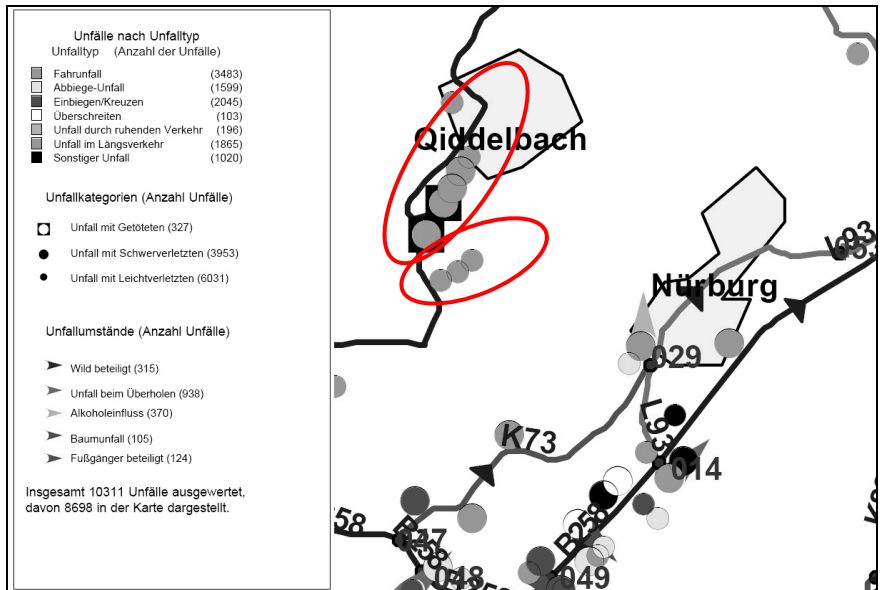 Unfälle nach Unfalltyp
Unfalltyp (Anzahl der Unfälle)
Fahrunfall (3483)
Abbiege-Unfall (1599)
Einbiegen/Kreuzen (2045)
Überschreiten (103)
Unfall durch ruhenden Verkehr (196)
Unfall im Längsverkehr (1865)
Sonstiger Unfall (1020)
Unfallkategorien (Anzahl Unfälle)
Unfall mit Getöteten (327)
Unfall mit Schwerverletzten (3953)
Unfall mit Leichtverletzten (6031)
Unfallumstände (Anzahl Unfälle)
Wild beteiligt (315)
Unfall beim Überholen (938)
Alkoholeinfluss (370)
Baumunfall (105)
Fußgänger beteiligt (124)
Insgesamt 10311 Unfälle ausgewertet,
davon 8698 in der Karte dargestellt.
Qiddelbach
L93
Nürburg
029
K73
L93
014
B258
049
048